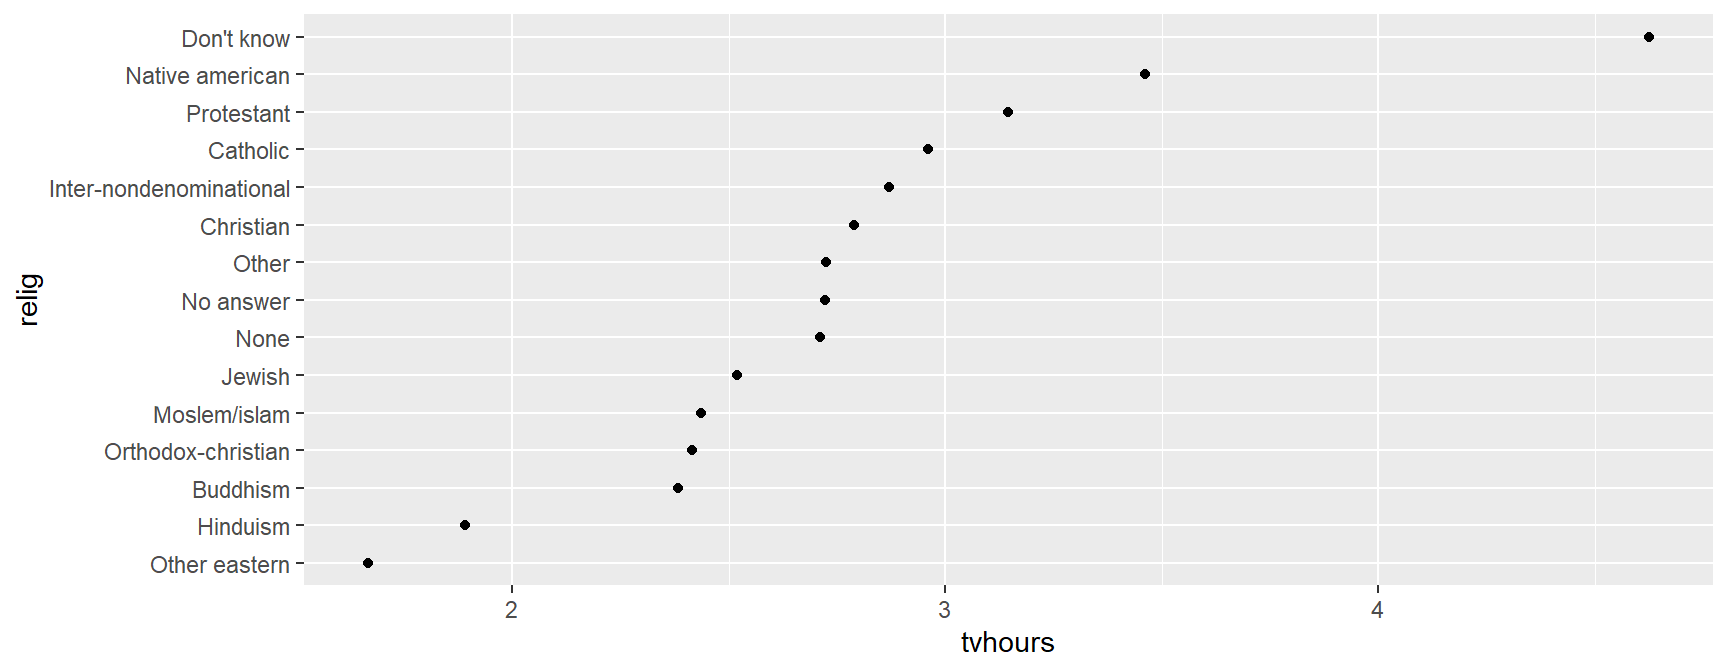 Don't know
Native american
Protestant
Catholic
Inter-nondenominational
Christian
Other
No answer
None
Jewish
Moslem/islam
Orthodox-christian
Buddhism
Hinduism
Other eastern
relig
2 3 4
tvhours